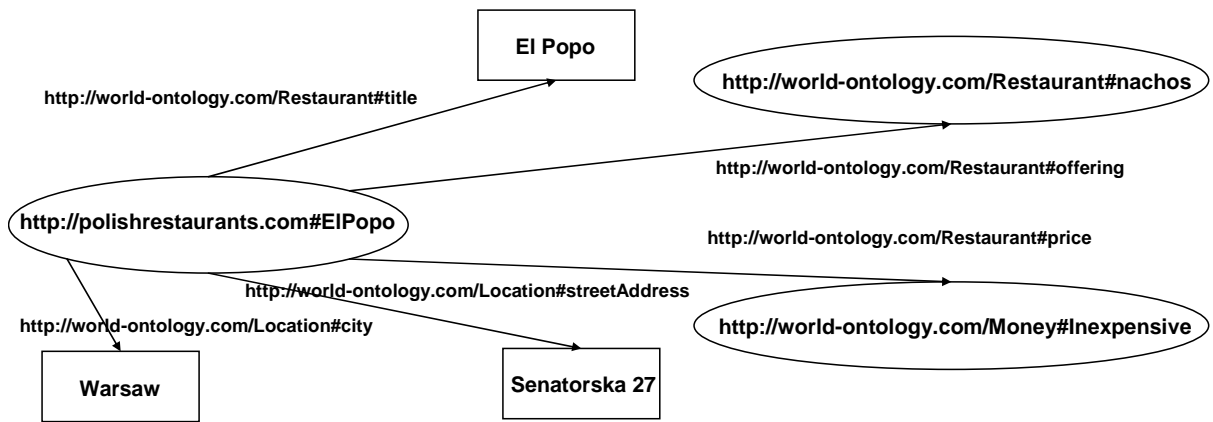 El Popo
http://world-ontology.com/Restaurant#nachos
http://world-ontology.com/Restaurant#title
http://world-ontology.com/Restaurant#offering
http://polishrestaurants.com#ElPopo
http://world-ontology.com/Restaurant#price
http://world-ontology.com/Location#streetAddress
http://world-ontology.com/Location#city
http://world-ontology.com/Money#Inexpensive
Warsaw
Senatorska 27